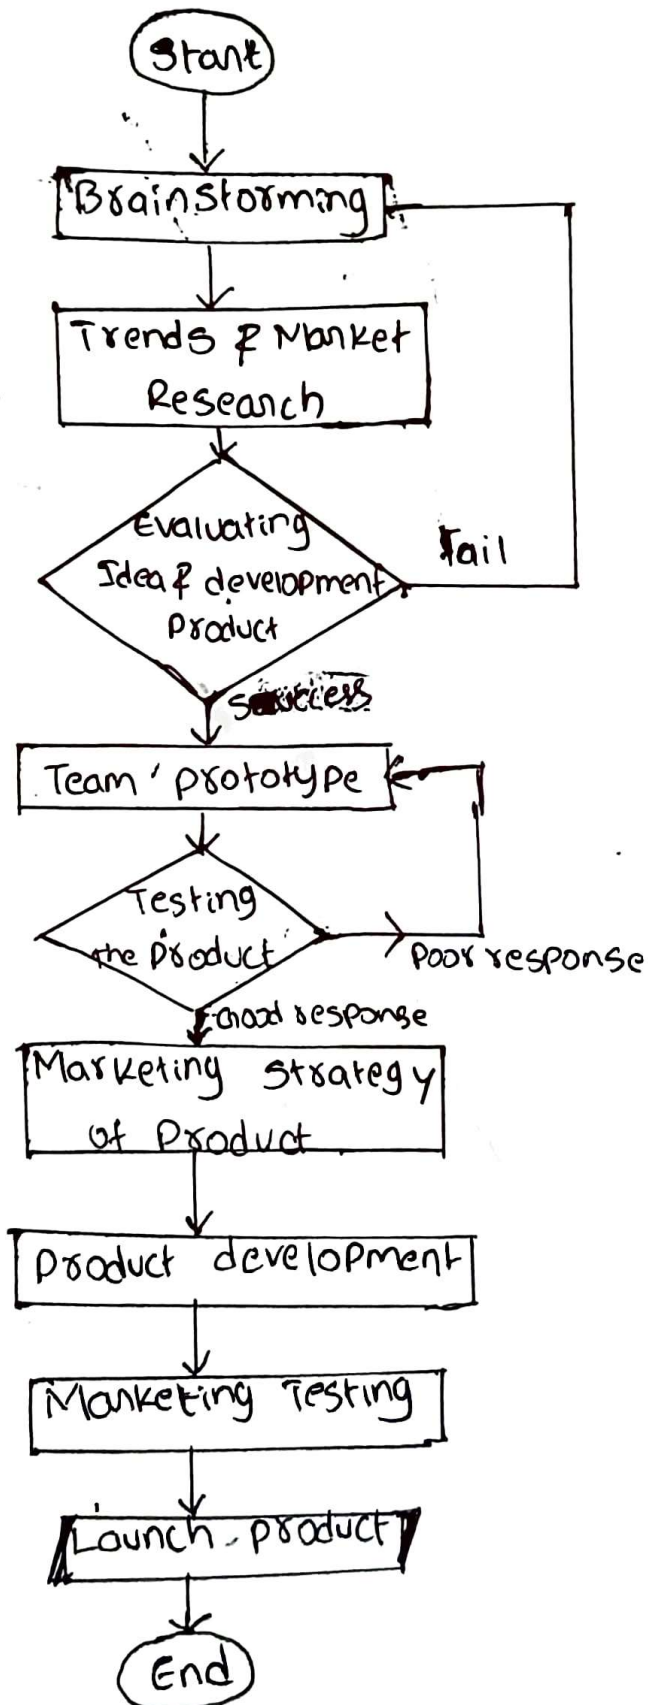 Start
Brainstorming
Trends & Market
Research
Evaluating
Idea & development
Product
Fail
Success
Team prototype
Testing
the Product
Poor response
Good response
Marketing Strategy
of Product
Product development
Marketing Testing
Launch product
End